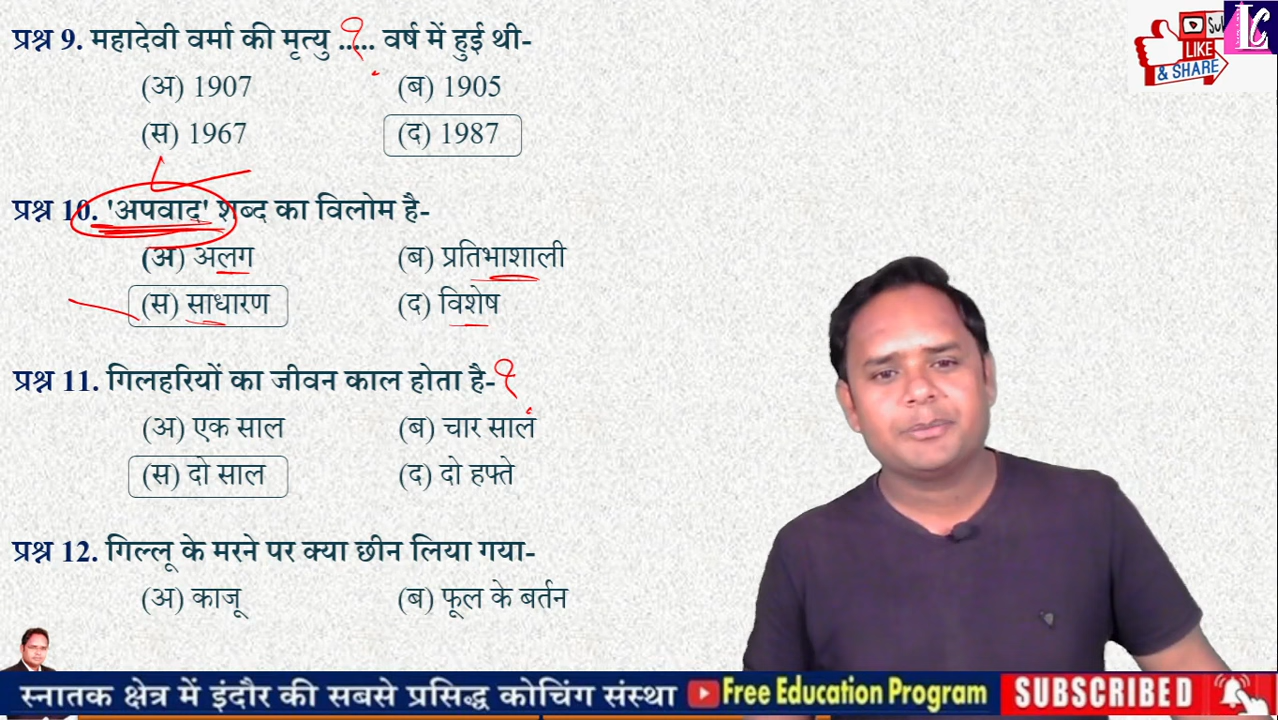 प्रश्न 9. महादेवी वर्मा की मृत्यु ..... वर्ष में हुई थी-
(अ) 1907 (ब) 1905
(स) 1967 (द) 1987
प्रश्न 10. 'अपवाद' शब्द का विलोम है-
(अ) अलग (ब) प्रतिभाशाली
(स) साधारण (द) विशेष
प्रश्न 11. गिलहरियों का जीवन काल होता है-
(अ) एक साल (ब) चार साल
(स) दो साल (द) दो हफ्ते
प्रश्न 12. गिल्लू के मरने पर क्या छीन लिया गया-
(अ) काजू (ब) फूल के बर्तन
LIKE
& SHARE
LC
स्नातक क्षेत्र में इंदौर की सबसे प्रसिद्ध कोचिंग संस्था Free Education Program SUBSCRIBED